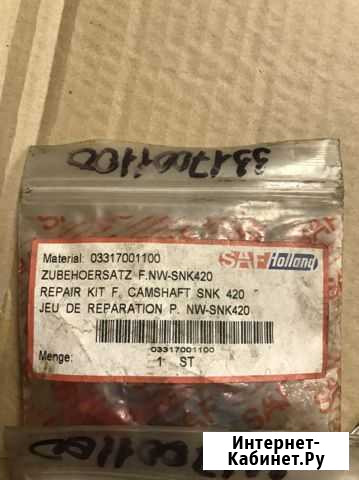 3317001100
Material: 03317001100
SAF Holland
ZUBEHOERSATZ F.NW-SNK420
REPAIR KIT F. CAMSHAFT SNK 420
JEU DE REPARATION P. NW-SNK420
03317001100
Menge: 1 ST
Интернет-
Кабинет.Ру